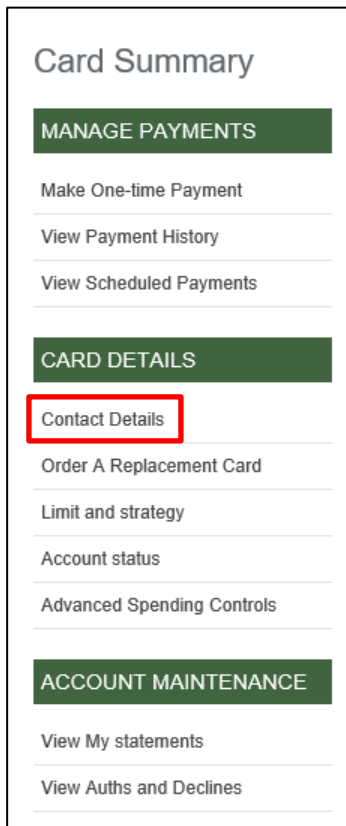 Card Summary
MANAGE PAYMENTS
Make One-time Payment
View Payment History
View Scheduled Payments
CARD DETAILS
Contact Details
Order A Replacement Card
Limit and strategy
Account status
Advanced Spending Controls
ACCOUNT MAINTENANCE
View My statements
View Auths and Declines